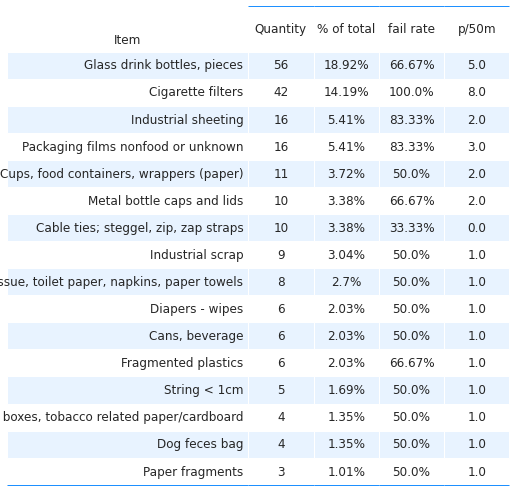 Item Quantity % of total fail rate p/50m
Glass drink bottles, pieces 56 18.92% 66.67% 5.0
Cigarette filters 42 14.19% 100.0% 8.0
Industrial sheeting 16 5.41% 83.33% 2.0
Packaging films nonfood or unknown 16 5.41% 83.33% 3.0
Cups, food containers, wrappers (paper) 11 3.72% 50.0% 2.0
Metal bottle caps and lids 10 3.38% 66.67% 2.0
Cable ties; steggel, zip, zap straps 10 3.38% 33.33% 0.0
Industrial scrap 9 3.04% 50.0% 1.0
ssue, toilet paper, napkins, paper towels 8 2.7% 50.0% 1.0
Diapers - wipes 6 2.03% 50.0% 1.0
Cans, beverage 6 2.03% 50.0% 1.0
Fragmented plastics 6 2.03% 66.67% 1.0
String < 1cm 5 1.69% 50.0% 1.0
boxes, tobacco related paper/cardboard 4 1.35% 50.0% 1.0
Dog feces bag 4 1.35% 50.0% 1.0
Paper fragments 3 1.01% 50.0% 1.0